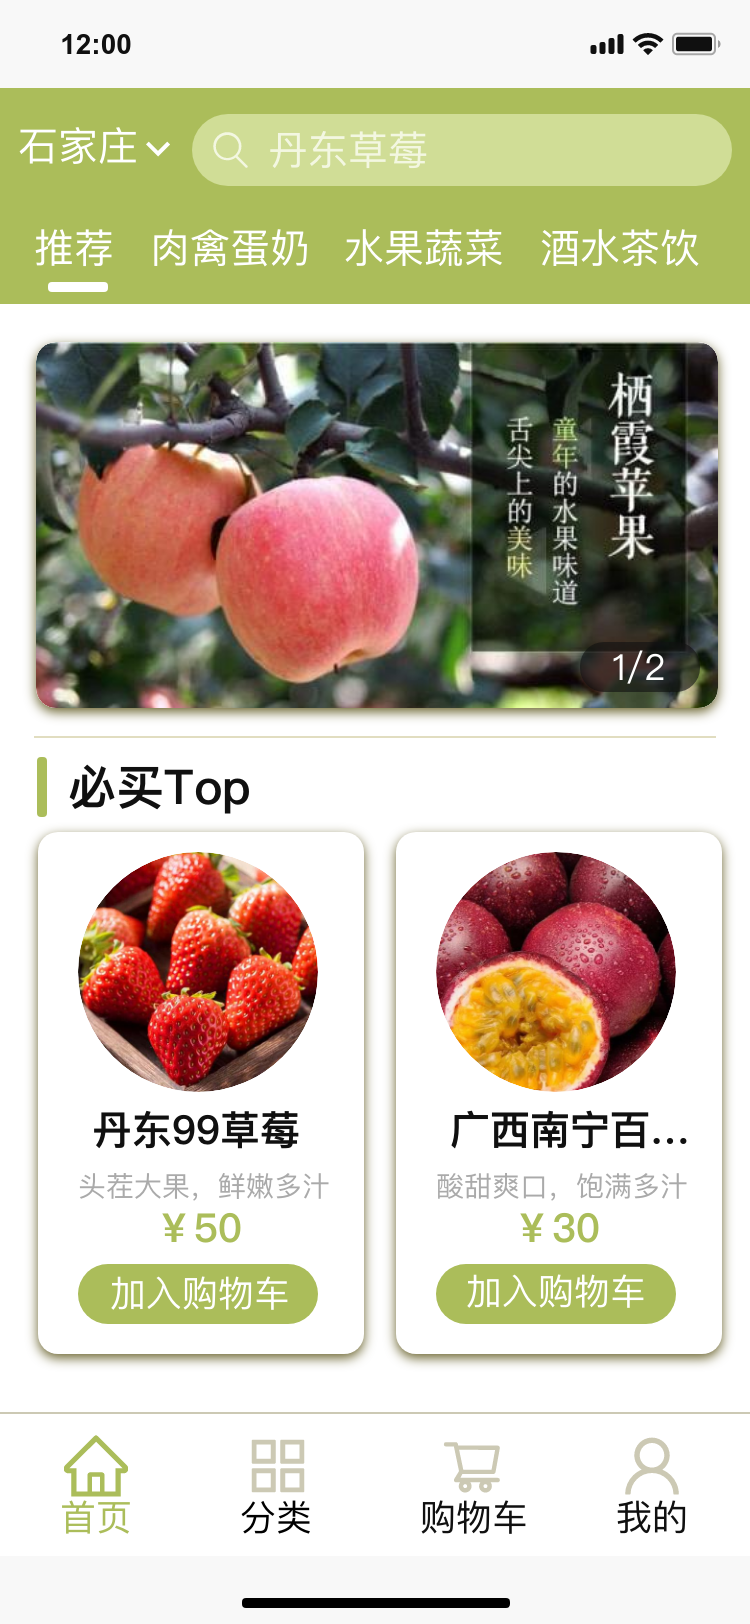 12:00
石家庄
丹东草莓
推荐 肉禽蛋奶 水果蔬菜 酒水茶饮
栖霞苹果
童年的水果味道
舌尖上的美味
1/2
必买Top
丹东99草莓
头茬大果，鲜嫩多汁
¥ 50
加入购物车
广西南宁百...
酸甜爽口，饱满多汁
¥ 30
加入购物车
首页 分类 购物车 我的